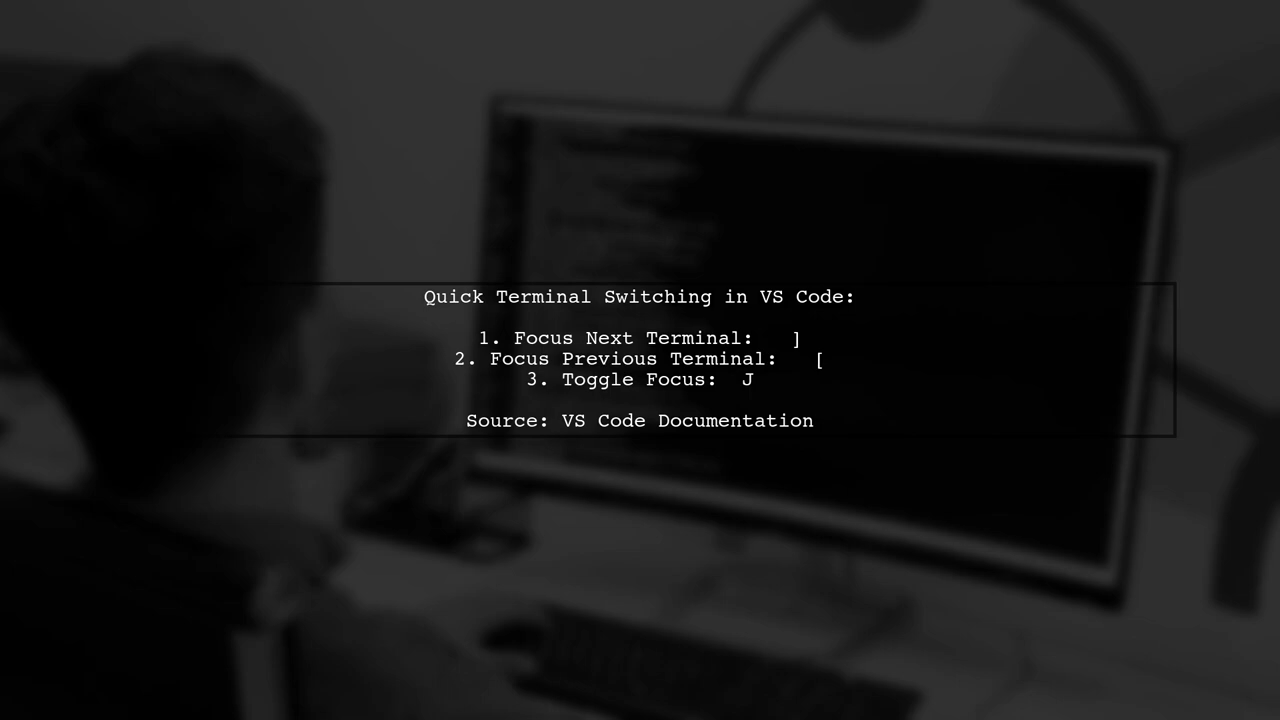 Quick Terminal Switching in VS Code:
1. Focus Next Terminal: ]
2. Focus Previous Terminal: [
3. Toggle Focus: J
Source: VS Code Documentation